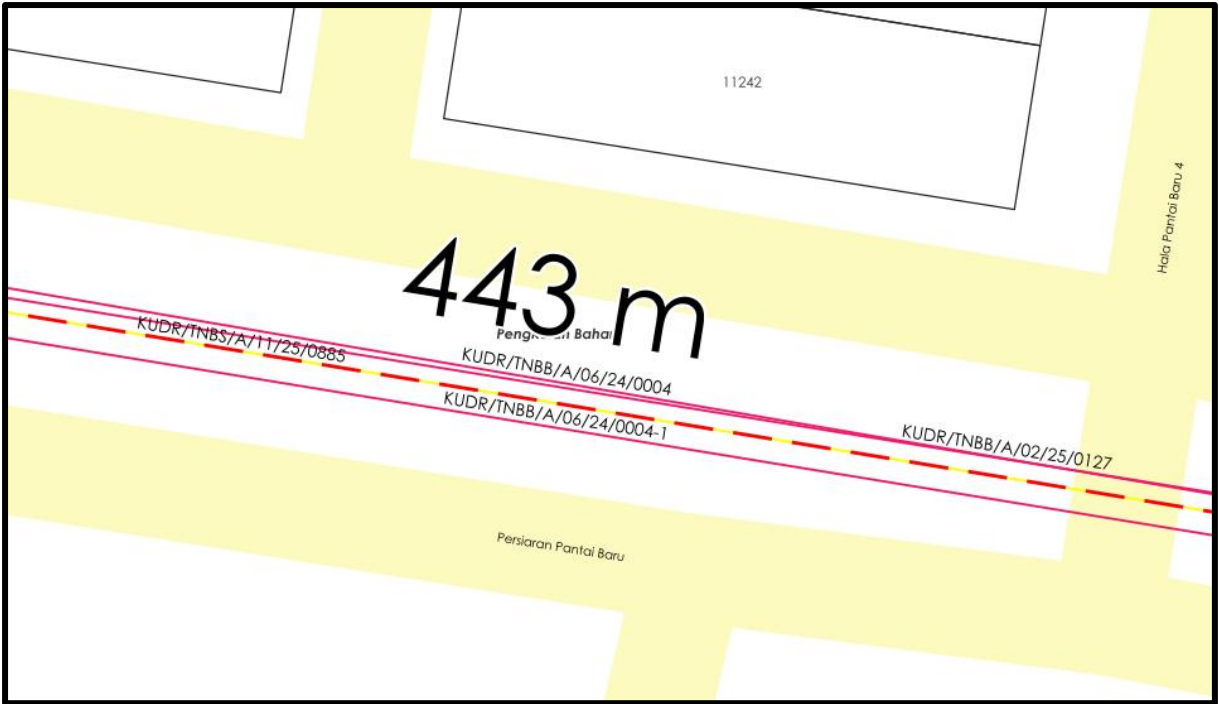 11242
Hala Pantai Baru 4
443 m
Bahar
KUDR/TNBS/A/11/25/0885
KUDR/TNBB/A/06/24/0004
KUDR/TNBB/A/06/24/0004-1
KUDR/TNBB/A/02/25/0127
Persiaran Pantai Baru